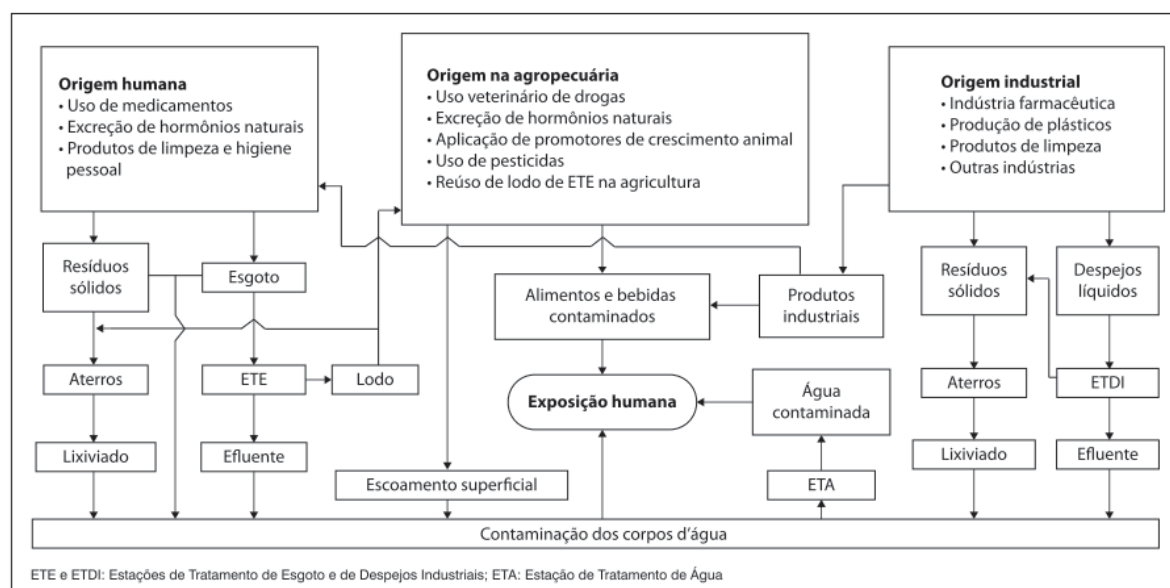 Origem humana
• Uso de medicamentos
• Excreção de hormônios naturais
• Produtos de limpeza e higiene
pessoal
Origem na agropecuária
• Uso veterinário de drogas
• Excreção de hormônios naturais
• Aplicação de promotores de crescimento animal
• Uso de pesticidas
• Reúso de lodo de ETE na agricultura
Origem industrial
• Indústria farmacêutica
• Produção de plásticos
• Produtos de limpeza
• Outras indústrias
Resíduos
sólidos
Esgoto
Alimentos e bebidas
contaminados
Produtos
industriais
Resíduos
sólidos
Despejos
líquidos
Aterros
ETE
Lodo
Exposição humana
Água
contaminada
Aterros
ETDI
Lixiviado
Efluente
Escoamento superficial
ETA
Lixiviado
Efluente
Contaminação dos corpos d’água
ETE e ETDI: Estações de Tratamento de Esgoto e de Despejos Industriais; ETA: Estação de Tratamento de Água